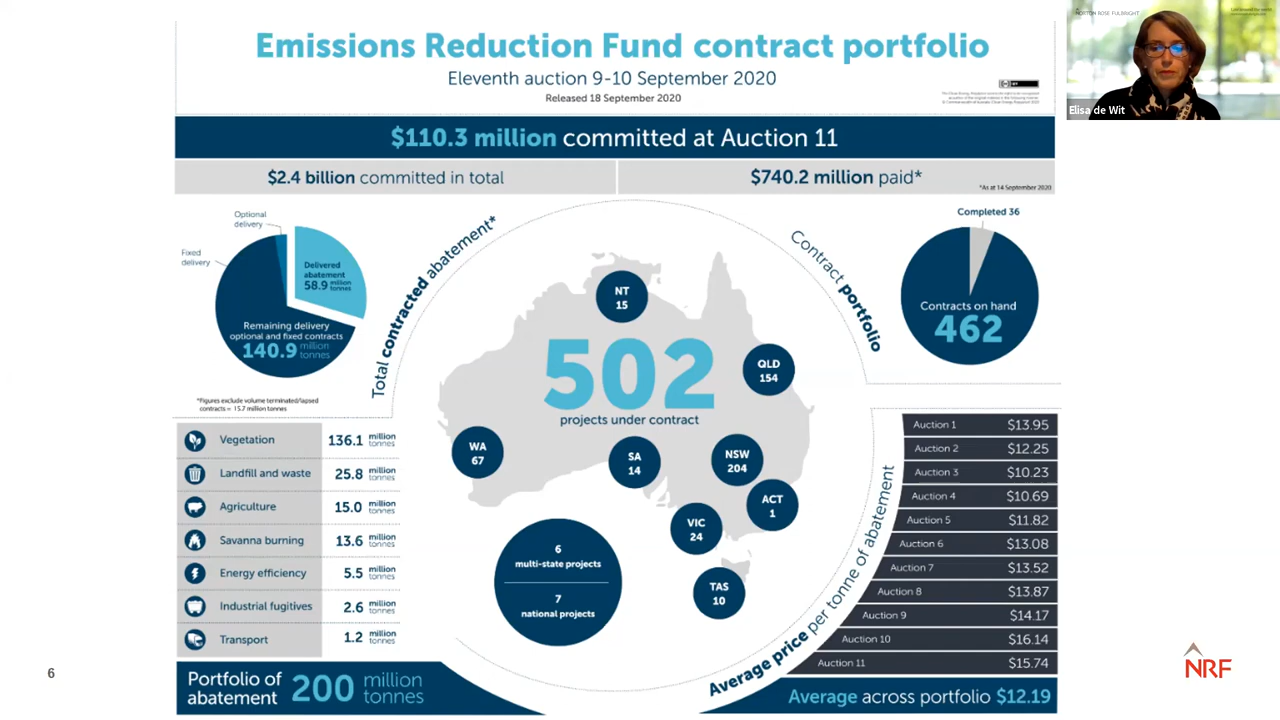 Emissions Reduction Fund contract portfolio
Eleventh auction 9-10 September 2020
Released 18 September 2020
NORTON ROSE FULBRIGHT
Elisa de Wit
$110.3 million committed at Auction 11
$2.4 billion committed in total
$740.2 million paid*
*As at 14 September 2020
Optional
delivery
Fixed
delivery
Delivered
abatement
58.9 million
tonnes
Remaining delivery
optional and fixed contracts
140.9 million
tonnes
*Figures exclude volume terminated/lapsed
contracts = 15.7 million tonnes
Total contracted abatement*
Contract portfolio
Completed 36
Contracts on hand
462
NT
15
502
projects under contract
QLD
154
WA
67
SA
14
NSW
204
ACT
1
VIC
24
TAS
10
6
multi-state projects
7
national projects
Vegetation 136.1 million tonnes
Landfill and waste 25.8 million tonnes
Agriculture 15.0 million tonnes
Savanna burning 13.6 million tonnes
Energy efficiency 5.5 million tonnes
Industrial fugitives 2.6 million tonnes
Transport 1.2 million tonnes
Portfolio of
abatement 200 million
tonnes
Average price per tonne of abatement
Auction 1 $13.95
Auction 2 $12.25
Auction 3 $10.23
Auction 4 $10.69
Auction 5 $11.82
Auction 6 $13.08
Auction 7 $13.52
Auction 8 $13.87
Auction 9 $14.17
Auction 10 $16.14
Auction 11 $15.74
Average across portfolio $12.19
6
NRF